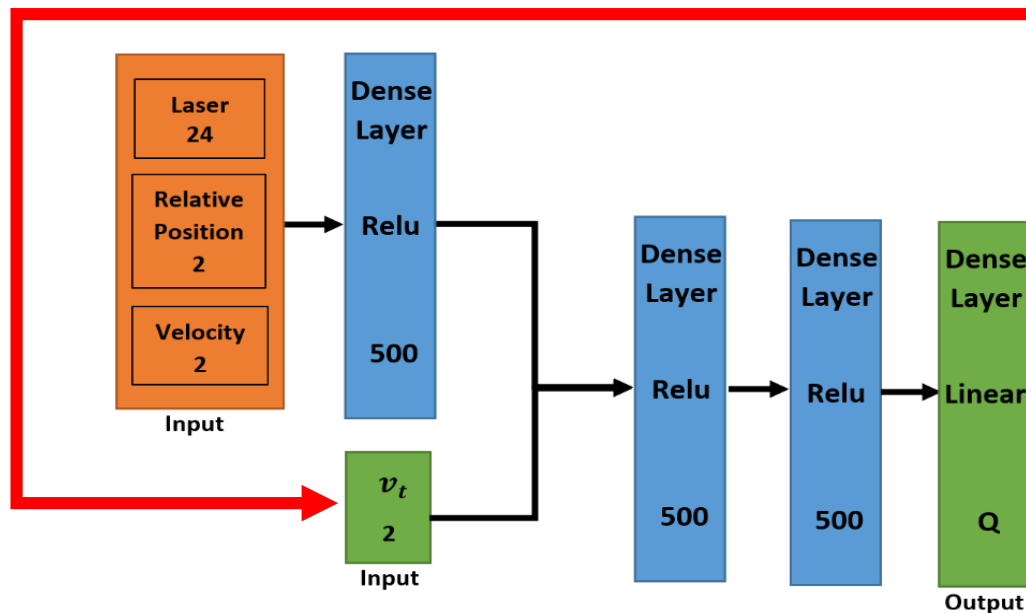 Laser
24
Relative
Position
2
Velocity
2
Input
Dense
Layer
Relu
500
v_t
2
Input
Dense
Layer
Relu
500
Dense
Layer
Relu
500
Dense
Layer
Linear
Q
Output